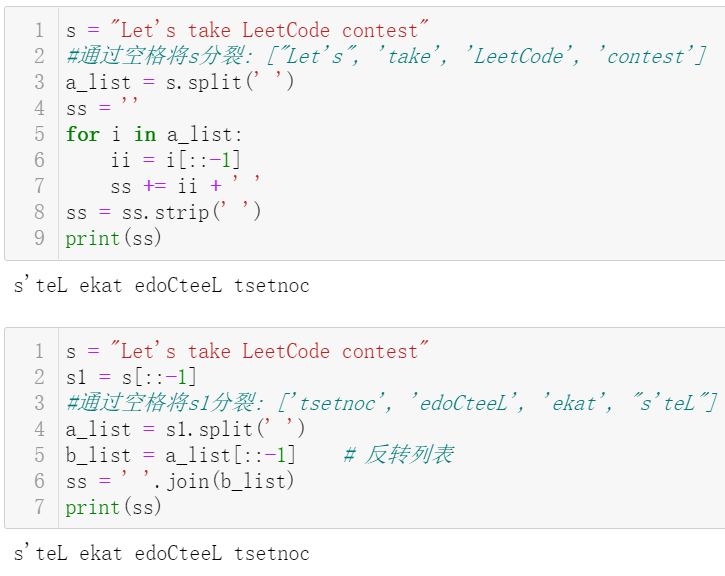 1 s = "Let's take LeetCode contest"
2 #通过空格将s分裂: ["Let's", 'take', 'LeetCode', 'contest']
3 a_list = s.split(' ')
4 ss = ''
5 for i in a_list:
6     ii = i[::-1]
7     ss += ii + ' '
8 ss = ss.strip(' ')
9 print(ss)
s'teL ekat edoCteeL tsetnoc
1 s = "Let's take LeetCode contest"
2 s1 = s[::-1]
3 #通过空格将s1分裂: ['tsetnoc', 'edoCteeL', 'ekat', "s'teL"]
4 a_list = s1.split(' ')
5 b_list = a_list[::-1]    # 反转列表
6 ss = ' '.join(b_list)
7 print(ss)
s'teL ekat edoCteeL tsetnoc